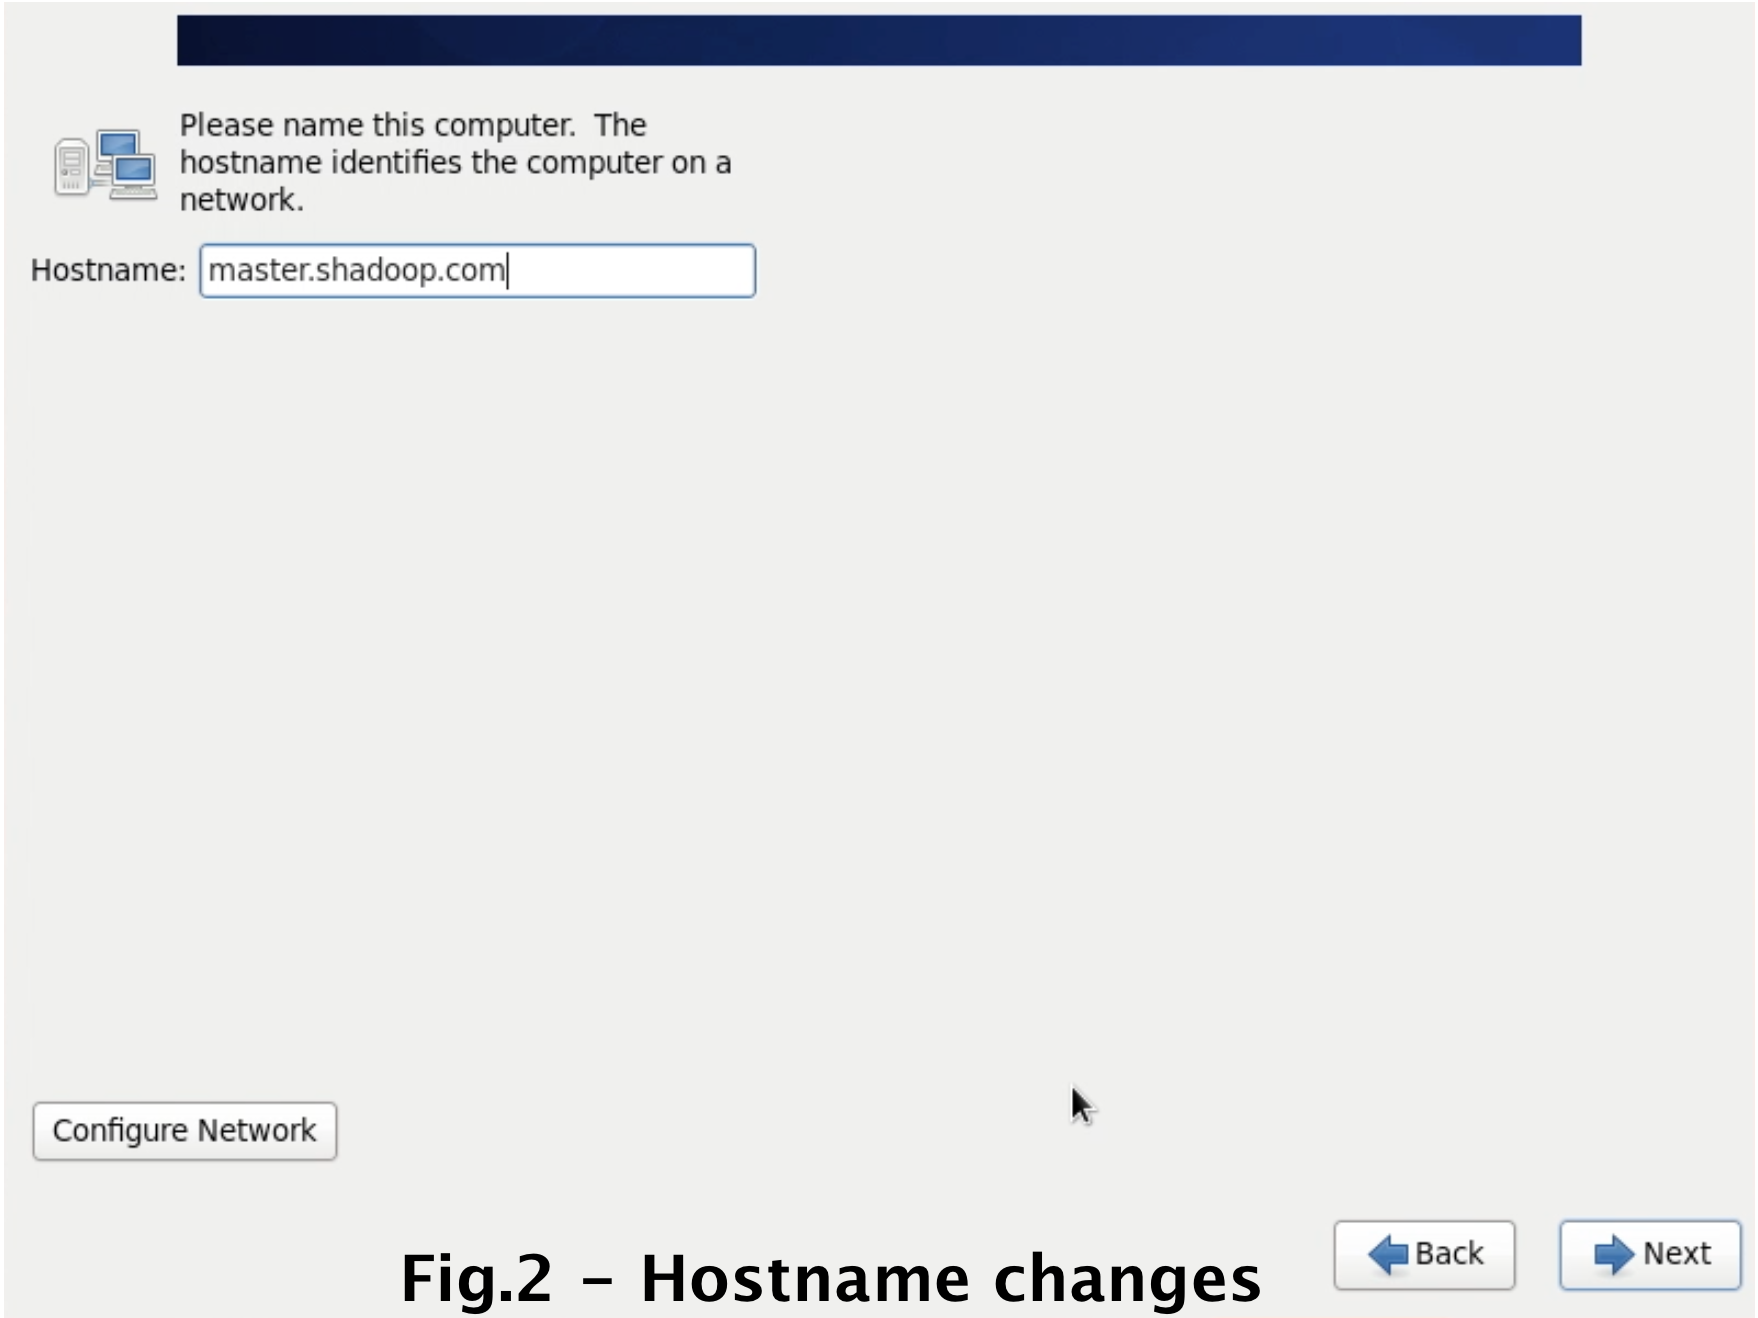 Please name this computer.  The
hostname identifies the computer on a
network.
Hostname: master.shadoop.com
Configure Network
Back Next
Fig.2 – Hostname changes